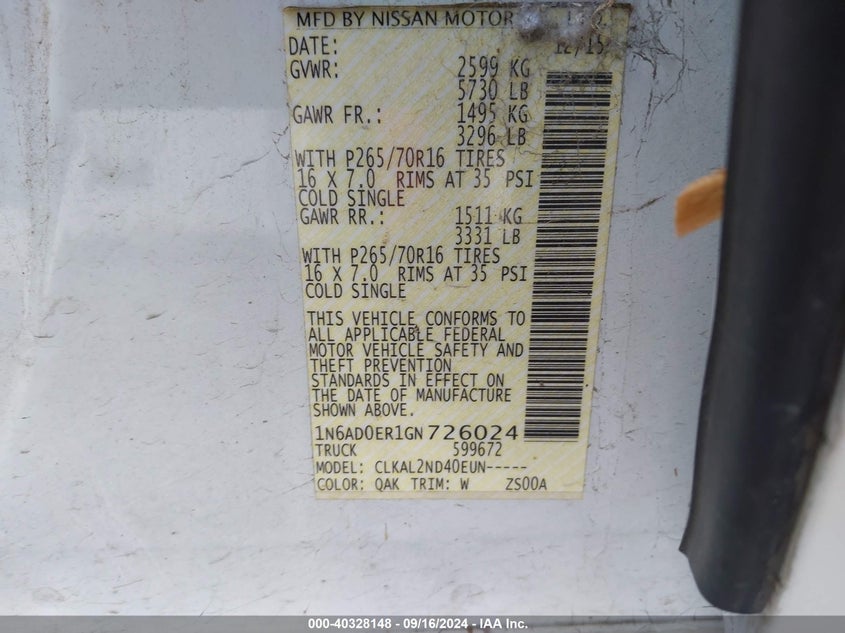 MFD BY NISSAN MOTOR
DATE: 12/15
GVWR: 2599 KG
5730 LB
GAWR FR.: 1495 KG
3296 LB
WITH P265/70R16 TIRES
16 X 7.0 RIMS AT 35 PSI
COLD SINGLE
GAWR RR.: 1511 KG
3331 LB
WITH P265/70R16 TIRES
16 X 7.0 RIMS AT 35 PSI
COLD SINGLE
THIS VEHICLE CONFORMS TO
ALL APPLICABLE FEDERAL
MOTOR VEHICLE SAFETY AND
THEFT PREVENTION
STANDARDS IN EFFECT ON
THE DATE OF MANUFACTURE
SHOWN ABOVE.
1N6AD0ER1GN726024
TRUCK 599672
MODEL: CLKAL2ND40EUN-----
COLOR: QAK TRIM: W ZS00A
000-40328148 - 09/16/2024 - IAA Inc.